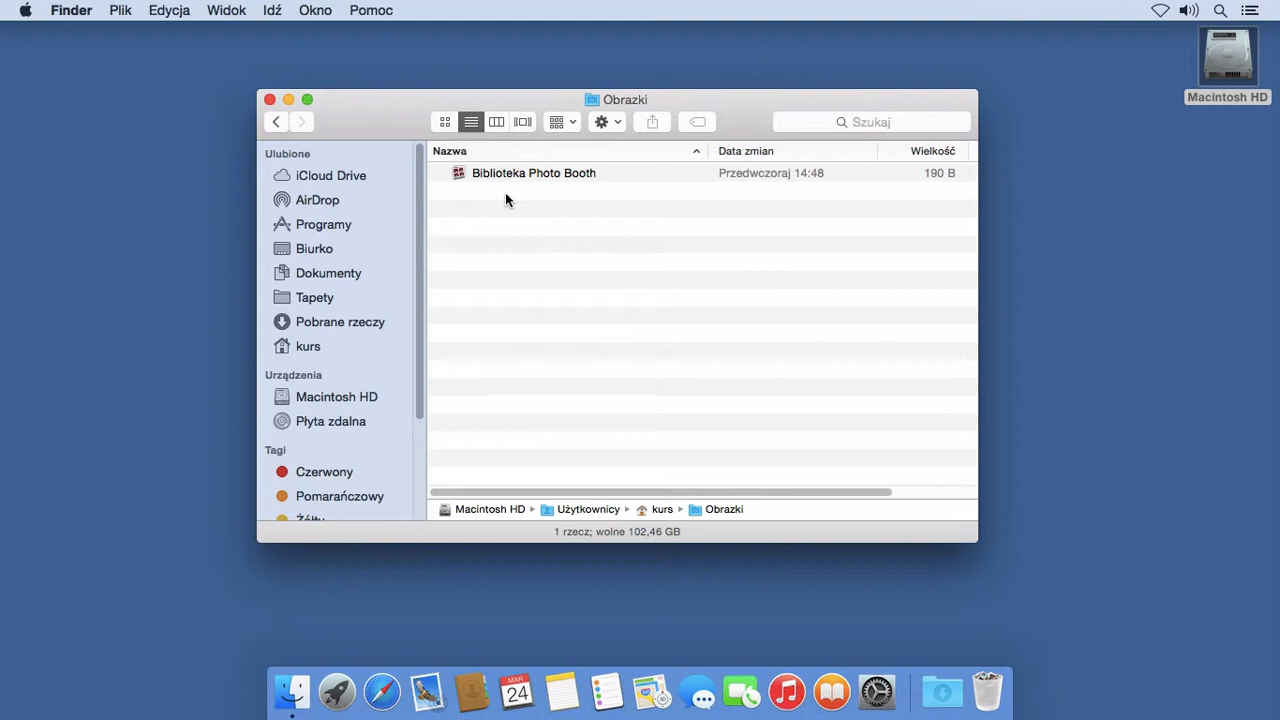 Finder Plik Edycja Widok Idź Okno Pomoc
Macintosh HD
Obrazki
Szukaj
Ulubione
iCloud Drive
AirDrop
Programy
Biurko
Dokumenty
Tapety
Pobrane rzeczy
kurs
Urządzenia
Macintosh HD
Płyta zdalna
Tagi
Czerwony
Pomarańczowy
Żółty
Nazwa Data zmian Wielkość
Biblioteka Photo Booth Przedwczoraj 14:48 190 B
Macintosh HD Użytkownicy kurs Obrazki
1 rzecz; wolne 102,46 GB
MAR
24